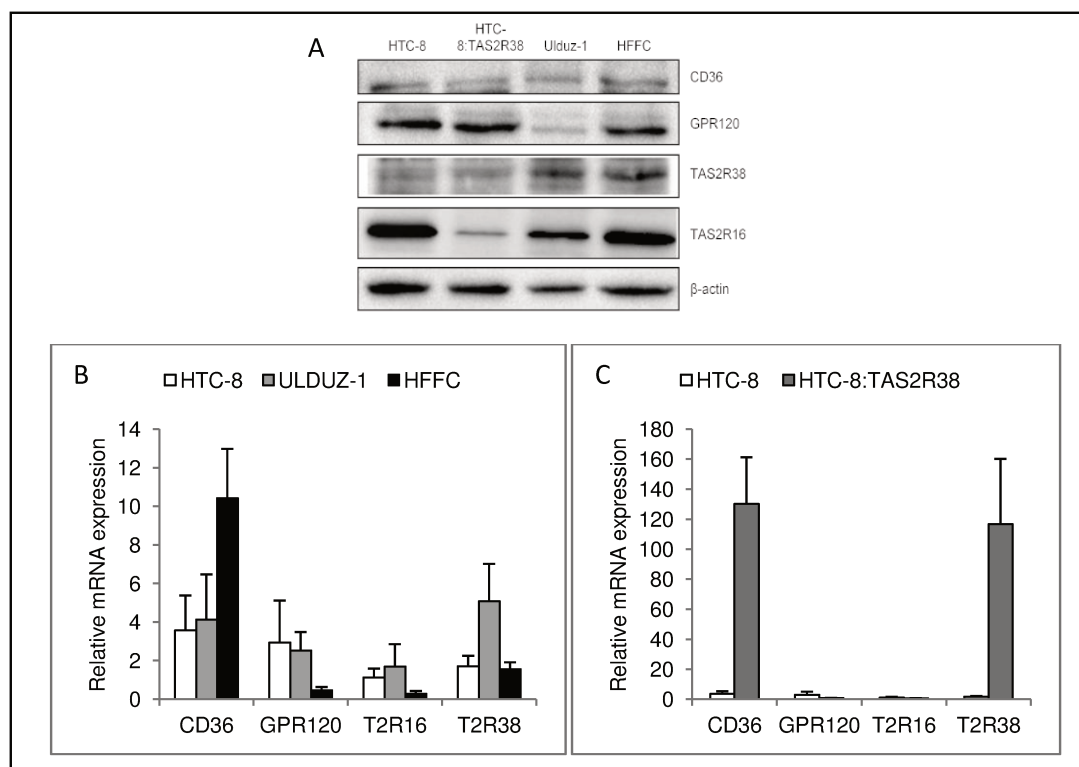 A
HTC-8
HTC-
8:TAS2R38
Ulduz-1
HFFC
CD36
GPR120
TAS2R38
TAS2R16
β-actin
B
HTC-8 ULDUZ-1 HFFC
Relative mRNA expression
14
12
10
8
6
4
2
0
CD36 GPR120 T2R16 T2R38
C
HTC-8 HTC-8:TAS2R38
Relative mRNA expression
180
160
140
120
100
80
60
40
20
0
CD36 GPR120 T2R16 T2R38